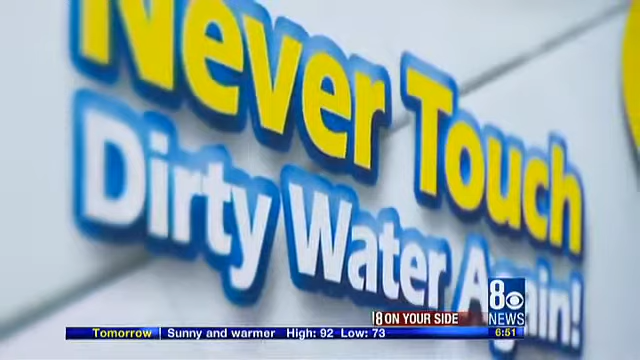 Never Touch
Dirty Water Again!
8 ON YOUR SIDE
8 NEWS
6:51
Tomorrow Sunny and warmer High: 92 Low: 73